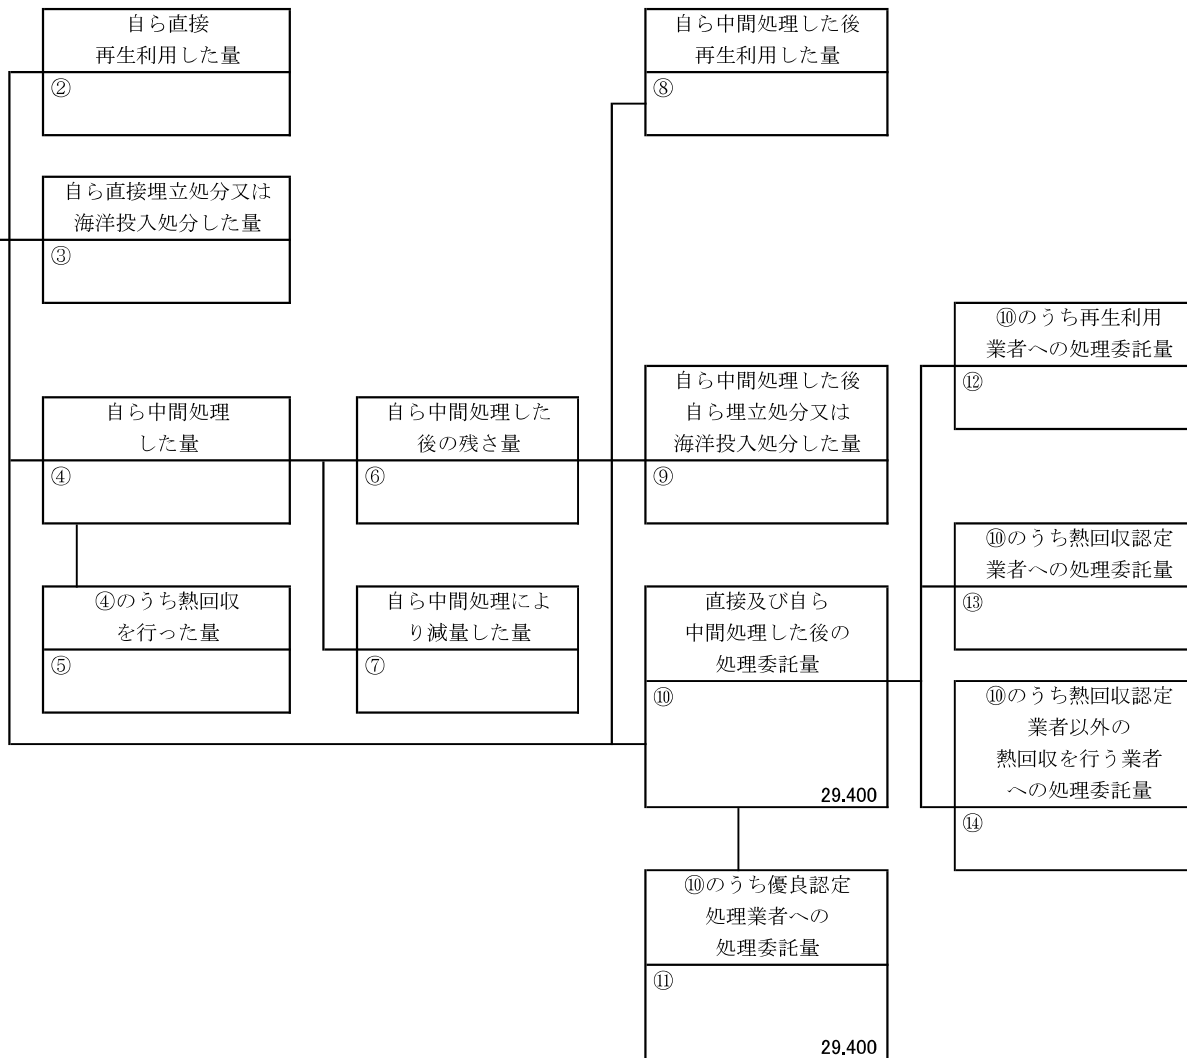 自ら直接
再生利用した量
②
自ら中間処理した後
再生利用した量
⑧
自ら直接埋立処分又は
海洋投入処分した量
③
⑩のうち再生利用
業者への処理委託量
⑫
自ら中間処理
した量
④
自ら中間処理した
後の残さ量
⑥
自ら中間処理した後
自ら埋立処分又は
海洋投入処分した量
⑨
⑩のうち熱回収認定
業者への処理委託量
⑬
④のうち熱回収
を行った量
⑤
自ら中間処理によ
り減量した量
⑦
直接及び自ら
中間処理した後の
処理委託量
⑩
29.400
⑩のうち熱回収認定
業者以外の
熱回収を行う業者
への処理委託量
⑭
⑩のうち優良認定
処理業者への
処理委託量
⑪
29.400